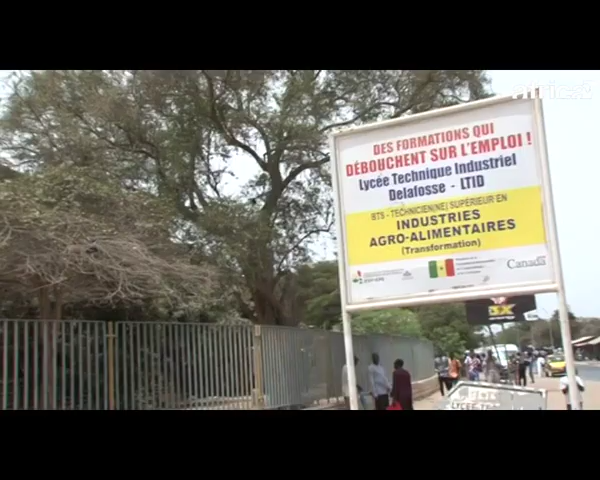 DES FORMATIONS QUI
DÉBOUCHENT SUR L'EMPLOI !
Lycée Technique Industriel
Delafosse - LTID
BTS - TECHNICIEN(NE) SUPÉRIEUR EN
INDUSTRIES
AGRO-ALIMENTAIRES
(Transformation)
Canada
LYCÉE